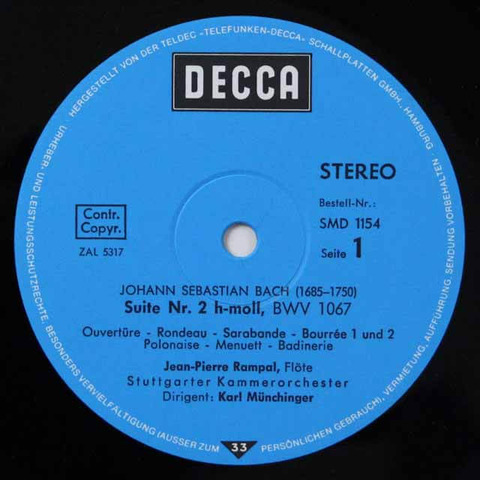 HERGESTELLT VON DER TELDEC »TELEFUNKEN-DECCA« SCHALLPLATTEN GMBH., HAMBURG
URHEBER- UND LEISTUNGSSCHUTZRECHTE, BESONDERS VERVIELFÄLTIGUNG (AUSSER ZUM PERSÖNLICHEN GEBRAUCH), VERMIETUNG, AUFFÜHRUNG, SENDUNG VORBEHALTEN
DECCA
STEREO
Bestell-Nr.:
SMD 1154
Seite 1
Contr.
Copyr.
ZAL 5317
JOHANN SEBASTIAN BACH (1685–1750)
Suite Nr. 2 h-moll, BWV 1067
Ouvertüre - Rondeau - Sarabande - Bourrée 1 und 2
Polonaise - Menuett - Badinerie
Jean-Pierre Rampal, Flöte
Stuttgarter Kammerorchester
Dirigent: Karl Münchinger
33